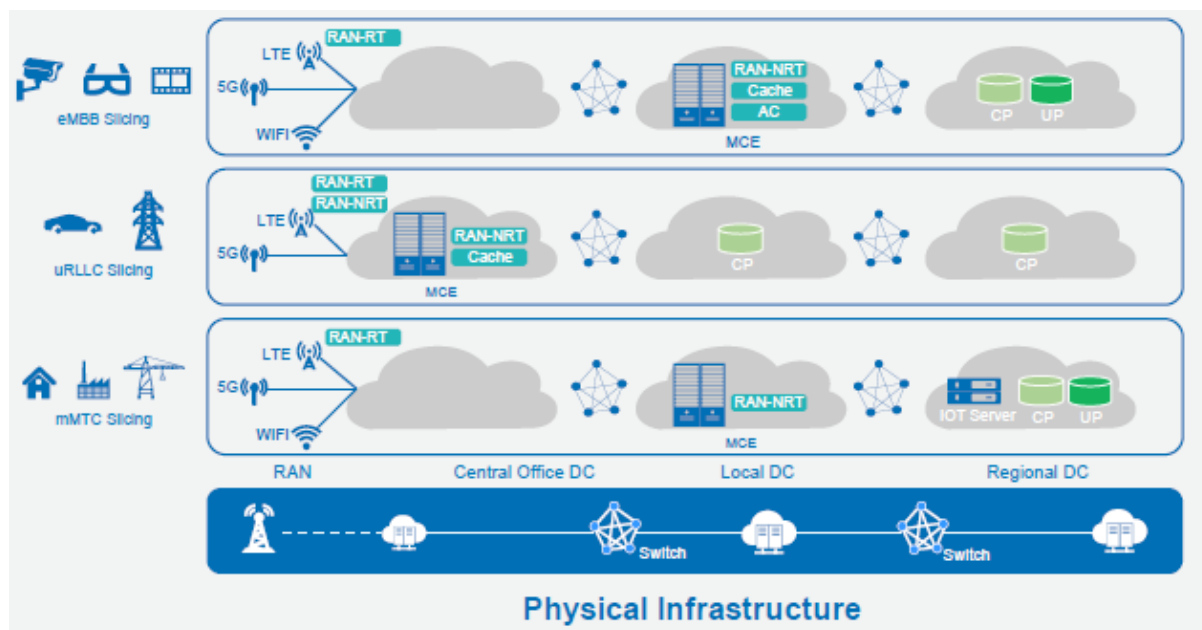 RAN-RT
LTE
5G
WIFI
eMBB Slicing
RAN-NRT
Cache
AC
MCE
CP
UP
RAN-RT
RAN-NRT
LTE
5G
uRLLC Slicing
RAN-NRT
Cache
MCE
CP
CP
RAN-RT
LTE
5G
WIFI
mMTC Slicing
RAN-NRT
MCE
IOT Server
CP
UP
RAN
Central Office DC
Local DC
Regional DC
Switch
Switch
Physical Infrastructure